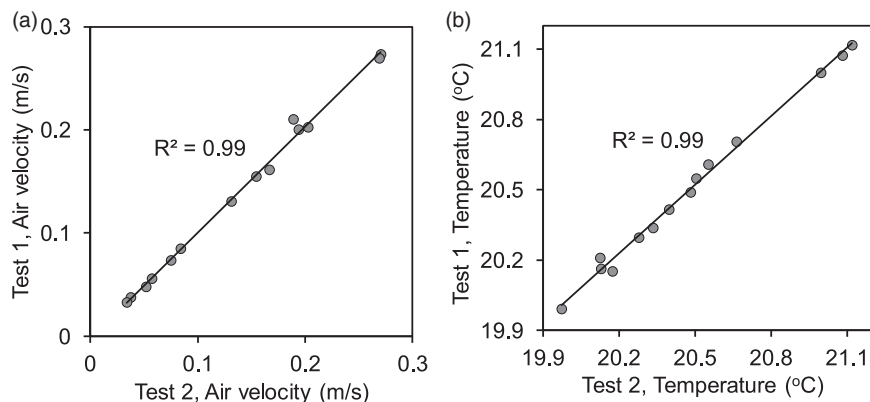 (a)
0.3
0.2
0.1
0
R² = 0.99
Test 1, Air velocity (m/s)
0 0.1 0.2 0.3
Test 2, Air velocity (m/s)
(b)
21.1
20.8
20.5
20.2
19.9
R² = 0.99
Test 1, Temperature (°C)
19.9 20.2 20.5 20.8 21.1
Test 2, Temperature (°C)